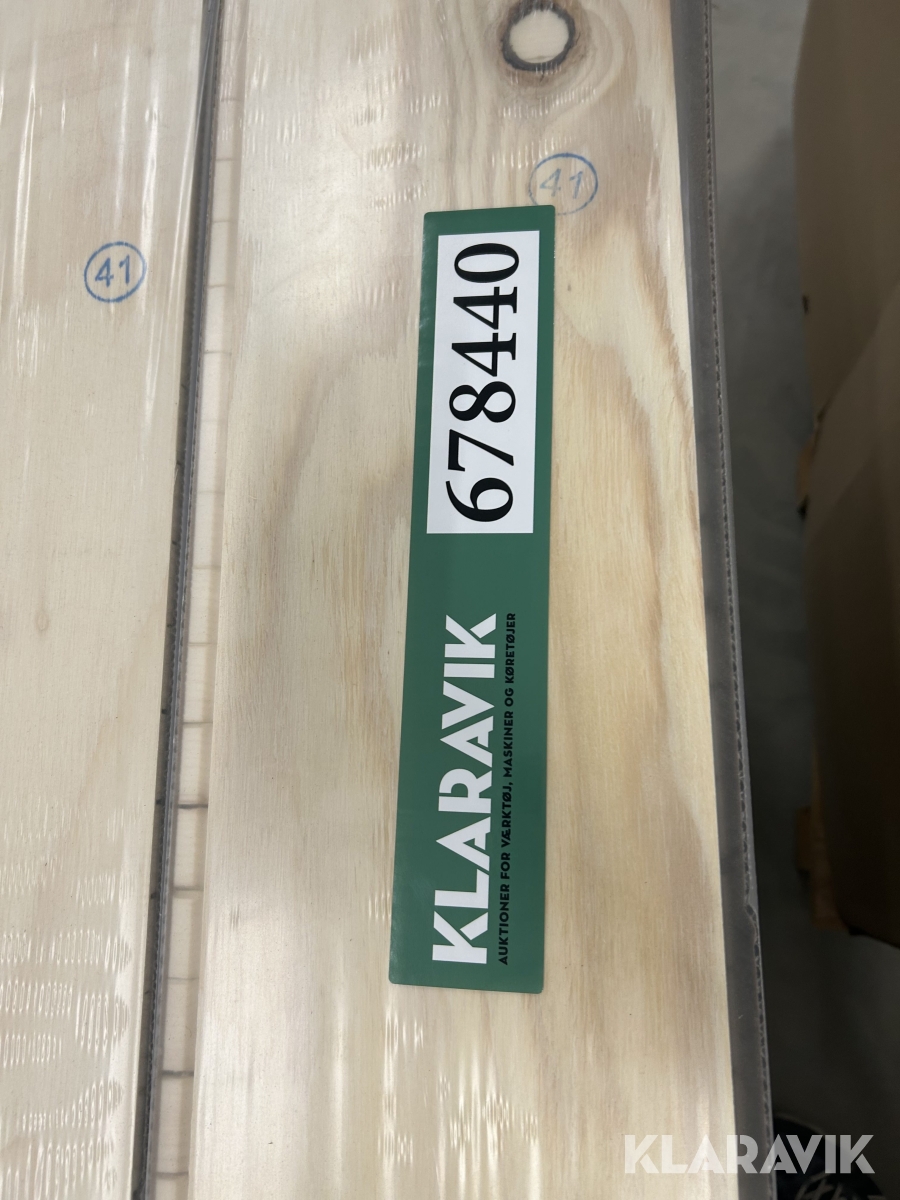 41
41
678440
KLARAVIK
AUKTIONER FOR VÆRKTØJ, MASKINER OG KØRETØJER
KLARAVIK